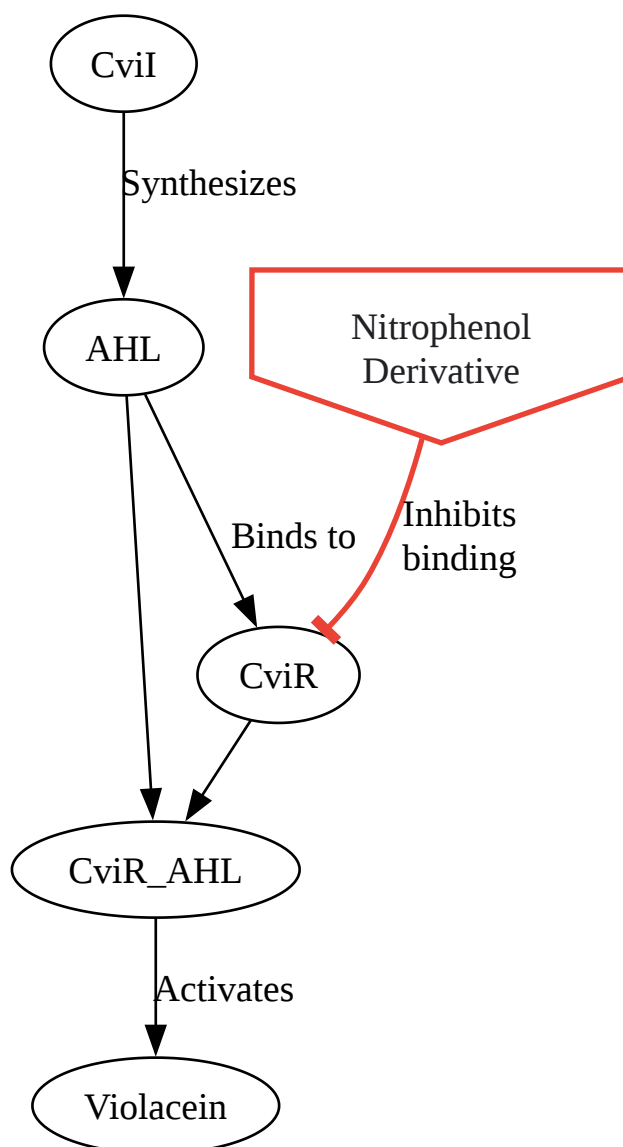 CviI
Synthesizes
AHL
Nitrophenol
Derivative
Binds to
Inhibits
binding
CviR
CviR_AHL
Activates
Violacein